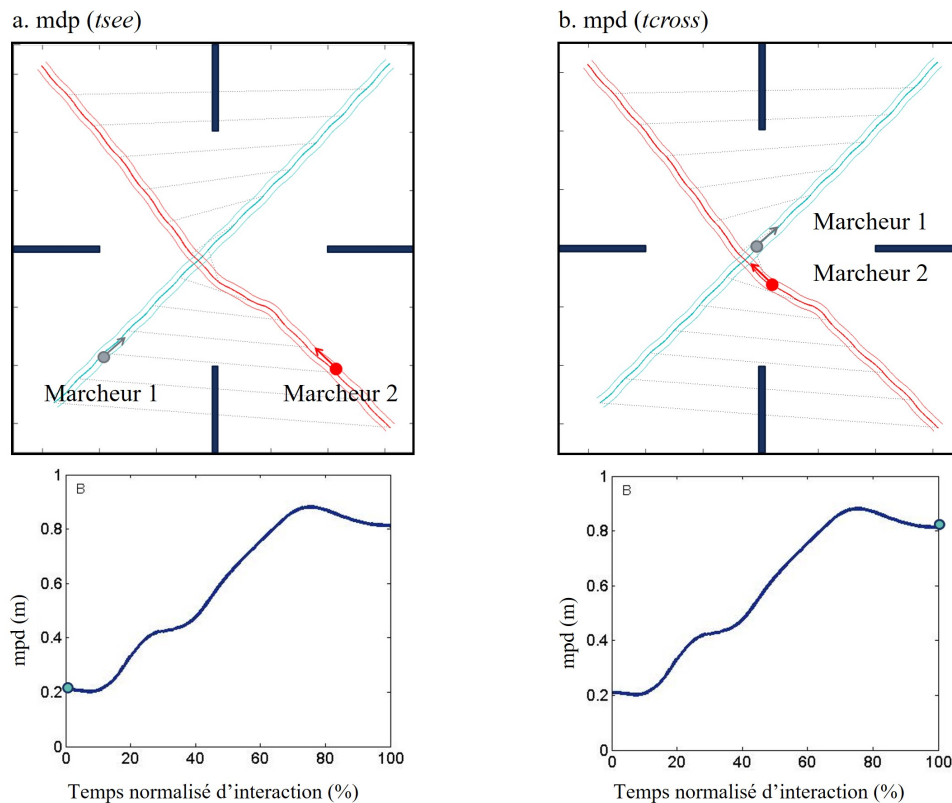 a. mdp (tsee)
b. mpd (tcross)
Marcheur 1
Marcheur 2
Marcheur 1
Marcheur 2
B
mpd (m)
1
0.8
0.6
0.4
0.2
0
0 20 40 60 80 100
Temps normalisé d’interaction (%)
B
mpd (m)
1
0.8
0.6
0.4
0.2
0
0 20 40 60 80 100
Temps normalisé d’interaction (%)